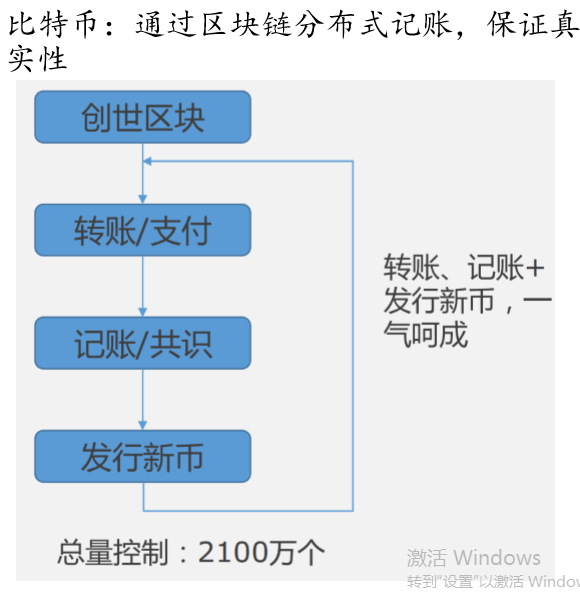 比特币：通过区块链分布式记账，保证真
实性
创世区块
转账/支付
记账/共识
发行新币
转账、记账+
发行新币，一
气呵成
总量控制：2100万个
激活 Windows
转到"设置"以激活 Window